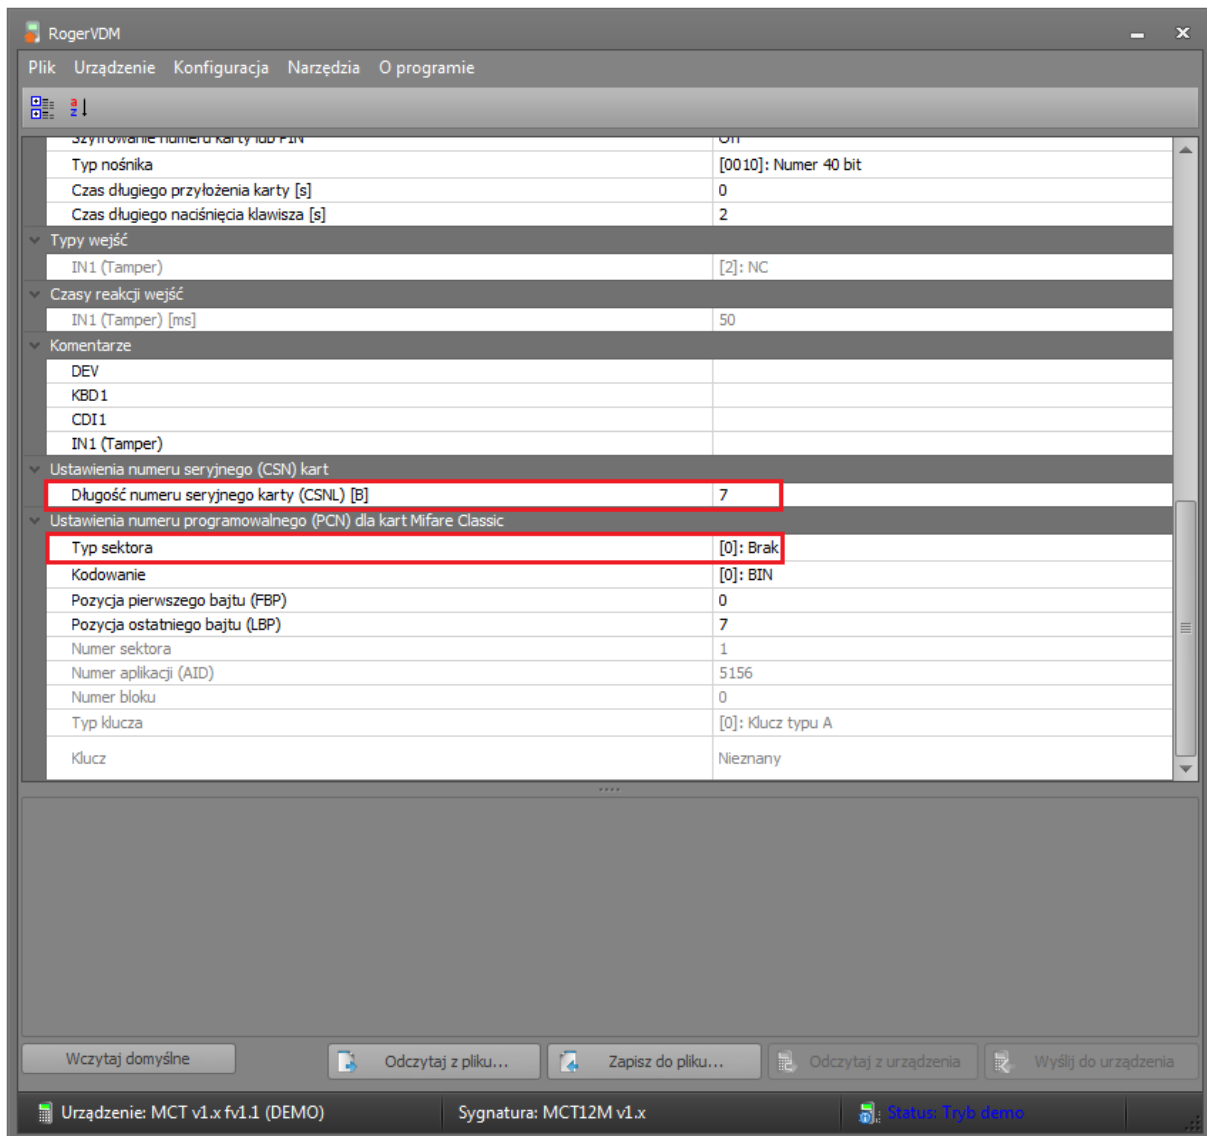 RogerVDM
Plik Urządzenie Konfiguracja Narzędzia O programie
Szyfrowanie numeru karty lub PIN Off
Typ nośnika [0010]: Numer 40 bit
Czas długiego przyłożenia karty [s] 0
Czas długiego naciśnięcia klawisza [s] 2
Typy wejść
IN1 (Tamper) [2]: NC
Czasy reakcji wejść
IN1 (Tamper) [ms] 50
Komentarze
DEV
KBD1
CDI1
IN1 (Tamper)
Ustawienia numeru seryjnego (CSN) kart
Długość numeru seryjnego karty (CSNL) [B] 7
Ustawienia numeru programowalnego (PCN) dla kart Mifare Classic
Typ sektora [0]: Brak
Kodowanie [0]: BIN
Pozycja pierwszego bajtu (FBP) 0
Pozycja ostatniego bajtu (LBP) 7
Numer sektora 1
Numer aplikacji (AID) 5156
Numer bloku 0
Typ klucza [0]: Klucz typu A
Klucz Nieznany
Wczytaj domyślne Odczytaj z pliku... Zapisz do pliku... Odczytaj z urządzenia Wyślij do urządzenia
Urządzenie: MCT v1.x fv1.1 (DEMO) Sygnatura: MCT12M v1.x Status: Tryb demo